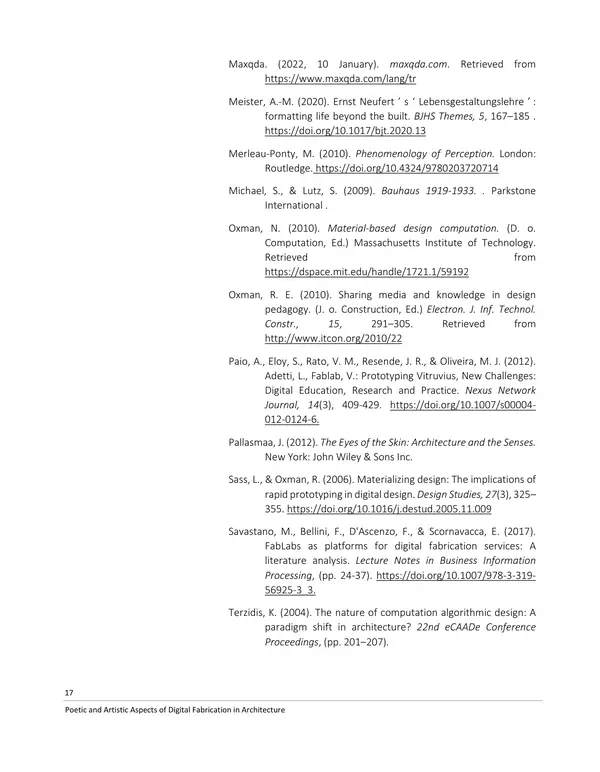 Maxqda. (2022, 10 January). maxqda.com. Retrieved from
https://www.maxqda.com/lang/tr
Meister, A.-M. (2020). Ernst Neufert ’ s ‘ Lebensgestaltungslehre ’ :
formatting life beyond the built. BJHS Themes, 5, 167–185 .
https://doi.org/10.1017/bjt.2020.13
Merleau-Ponty, M. (2010). Phenomenology of Perception. London:
Routledge. https://doi.org/10.4324/9780203720714
Michael, S., & Lutz, S. (2009). Bauhaus 1919-1933. . Parkstone
International .
Oxman, N. (2010). Material-based design computation. (D. o.
Computation, Ed.) Massachusetts Institute of Technology.
Retrieved from
https://dspace.mit.edu/handle/1721.1/59192
Oxman, R. E. (2010). Sharing media and knowledge in design
pedagogy. (J. o. Construction, Ed.) Electron. J. Inf. Technol.
Constr., 15, 291–305. Retrieved from
http://www.itcon.org/2010/22
Paio, A., Eloy, S., Rato, V. M., Resende, J. R., & Oliveira, M. J. (2012).
Adetti, L., Fablab, V.: Prototyping Vitruvius, New Challenges:
Digital Education, Research and Practice. Nexus Network
Journal, 14(3), 409-429. https://doi.org/10.1007/s00004-
012-0124-6.
Pallasmaa, J. (2012). The Eyes of the Skin: Architecture and the Senses.
New York: John Wiley & Sons Inc.
Sass, L., & Oxman, R. (2006). Materializing design: The implications of
rapid prototyping in digital design. Design Studies, 27(3), 325–
355. https://doi.org/10.1016/j.destud.2005.11.009
Savastano, M., Bellini, F., D'Ascenzo, F., & Scornavacca, E. (2017).
FabLabs as platforms for digital fabrication services: A
literature analysis. Lecture Notes in Business Information
Processing, (pp. 24-37). https://doi.org/10.1007/978-3-319-
56925-3_3.
Terzidis, K. (2004). The nature of computation algorithmic design: A
paradigm shift in architecture? 22nd eCAADe Conference
Proceedings, (pp. 201–207).
17
Poetic and Artistic Aspects of Digital Fabrication in Architecture